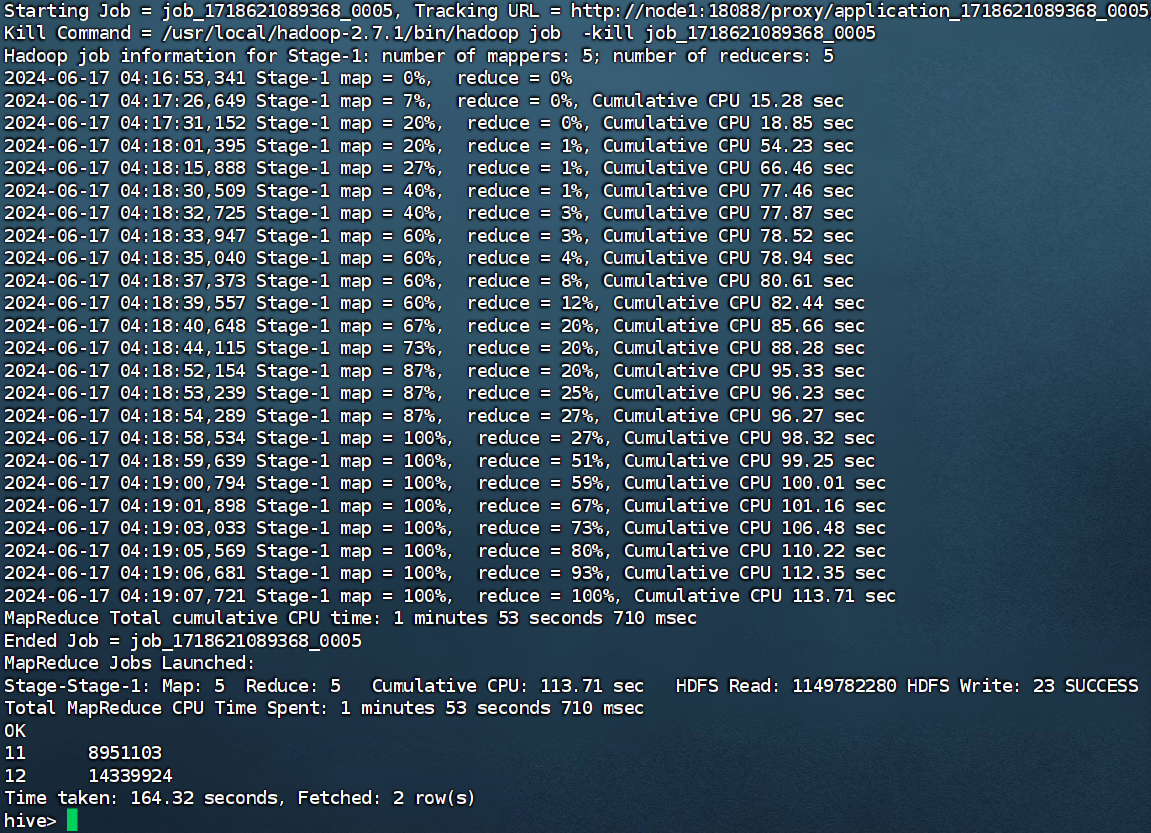 Starting Job = job_1718621089368_0005, Tracking URL = http://node1:18088/proxy/application_1718621089368_0005
Kill Command = /usr/local/hadoop-2.7.1/bin/hadoop job  -kill job_1718621089368_0005
Hadoop job information for Stage-1: number of mappers: 5; number of reducers: 5
2024-06-17 04:16:53,341 Stage-1 map = 0%,  reduce = 0%
2024-06-17 04:17:26,649 Stage-1 map = 7%,  reduce = 0%, Cumulative CPU 15.28 sec
2024-06-17 04:17:31,152 Stage-1 map = 20%,  reduce = 0%, Cumulative CPU 18.85 sec
2024-06-17 04:18:01,395 Stage-1 map = 20%,  reduce = 1%, Cumulative CPU 54.23 sec
2024-06-17 04:18:15,888 Stage-1 map = 27%,  reduce = 1%, Cumulative CPU 66.46 sec
2024-06-17 04:18:30,509 Stage-1 map = 40%,  reduce = 1%, Cumulative CPU 77.46 sec
2024-06-17 04:18:32,725 Stage-1 map = 40%,  reduce = 3%, Cumulative CPU 77.87 sec
2024-06-17 04:18:33,947 Stage-1 map = 60%,  reduce = 3%, Cumulative CPU 78.52 sec
2024-06-17 04:18:35,040 Stage-1 map = 60%,  reduce = 4%, Cumulative CPU 78.94 sec
2024-06-17 04:18:37,373 Stage-1 map = 60%,  reduce = 8%, Cumulative CPU 80.61 sec
2024-06-17 04:18:39,557 Stage-1 map = 60%,  reduce = 12%, Cumulative CPU 82.44 sec
2024-06-17 04:18:40,648 Stage-1 map = 67%,  reduce = 20%, Cumulative CPU 85.66 sec
2024-06-17 04:18:44,115 Stage-1 map = 73%,  reduce = 20%, Cumulative CPU 88.28 sec
2024-06-17 04:18:52,154 Stage-1 map = 87%,  reduce = 20%, Cumulative CPU 95.33 sec
2024-06-17 04:18:53,239 Stage-1 map = 87%,  reduce = 25%, Cumulative CPU 96.23 sec
2024-06-17 04:18:54,289 Stage-1 map = 87%,  reduce = 27%, Cumulative CPU 96.27 sec
2024-06-17 04:18:58,534 Stage-1 map = 100%,  reduce = 27%, Cumulative CPU 98.32 sec
2024-06-17 04:18:59,639 Stage-1 map = 100%,  reduce = 51%, Cumulative CPU 99.25 sec
2024-06-17 04:19:00,794 Stage-1 map = 100%,  reduce = 59%, Cumulative CPU 100.01 sec
2024-06-17 04:19:01,898 Stage-1 map = 100%,  reduce = 67%, Cumulative CPU 101.16 sec
2024-06-17 04:19:03,033 Stage-1 map = 100%,  reduce = 73%, Cumulative CPU 106.48 sec
2024-06-17 04:19:05,569 Stage-1 map = 100%,  reduce = 80%, Cumulative CPU 110.22 sec
2024-06-17 04:19:06,681 Stage-1 map = 100%,  reduce = 93%, Cumulative CPU 112.35 sec
2024-06-17 04:19:07,721 Stage-1 map = 100%,  reduce = 100%, Cumulative CPU 113.71 sec
MapReduce Total cumulative CPU time: 1 minutes 53 seconds 710 msec
Ended Job = job_1718621089368_0005
MapReduce Jobs Launched:
Stage-Stage-1: Map: 5  Reduce: 5   Cumulative CPU: 113.71 sec   HDFS Read: 1149782280 HDFS Write: 23 SUCCESS
Total MapReduce CPU Time Spent: 1 minutes 53 seconds 710 msec
OK
11      8951103
12      14339924
Time taken: 164.32 seconds, Fetched: 2 row(s)
hive>